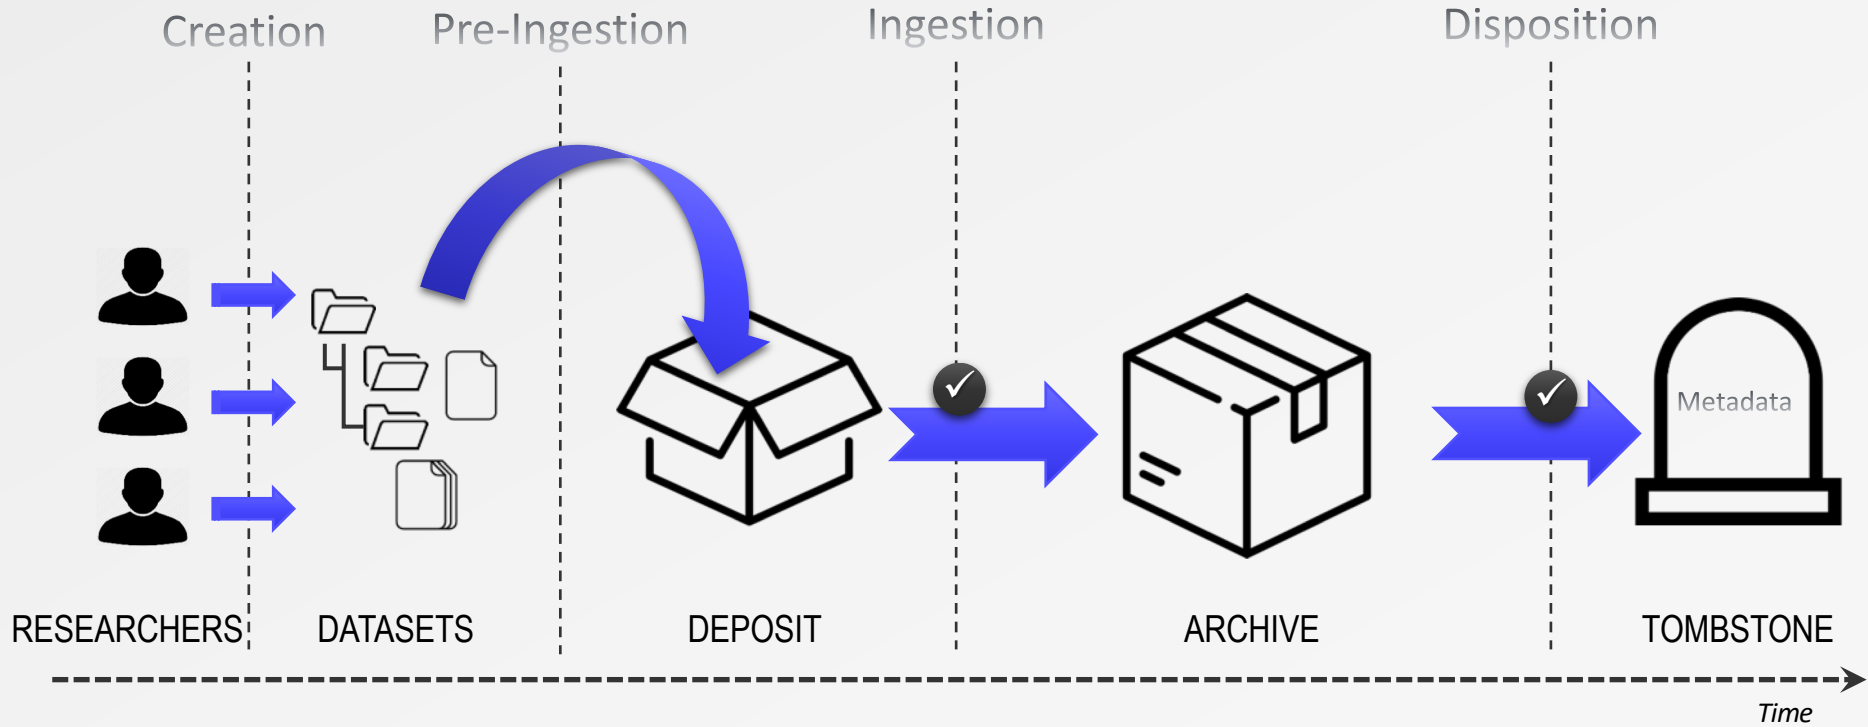 Creation
Pre-Ingestion
Ingestion
Disposition
Metadata
RESEARCHERS
DATASETS
DEPOSIT
ARCHIVE
TOMBSTONE
Time